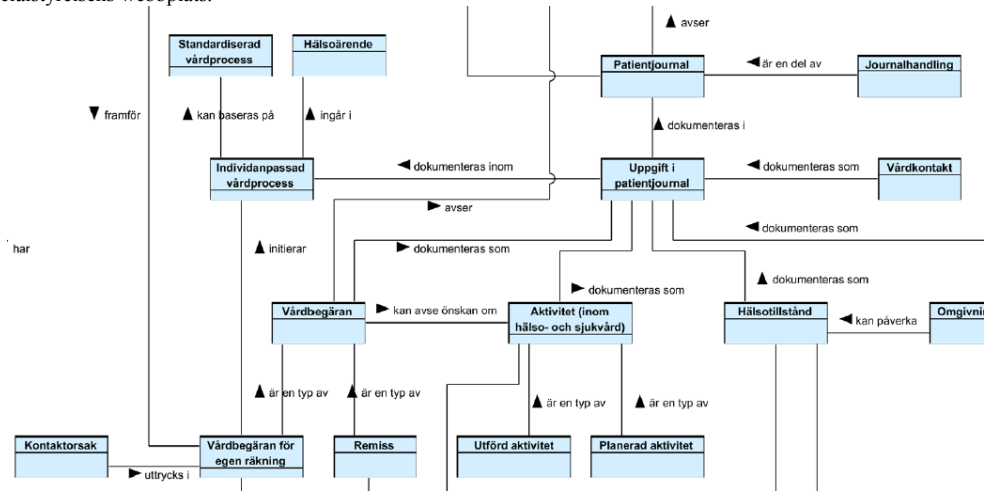 Standardiserad
vårdprocess
Hälsoärende
avser
Patientjournal
är en del av
Journalhandling
framför
kan baseras på
ingår i
dokumenteras i
Individanpassad
vårdprocess
dokumenteras inom
Uppgift i
patientjournal
dokumenteras som
Vårdkontakt
avser
dokumenteras som
har
initierar
dokumenteras som
dokumenteras som
dokumenteras som
Vårdbegäran
kan avse önskan om
Aktivitet (inom
hälso- och sjukvård)
Hälsotillstånd
kan påverka
är en typ av
är en typ av
är en typ av
är en typ av
Kontaktorsak
uttrycks i
Vårdbegäran för
egen räkning
Remiss
Utförd aktivitet
Planerad aktivitet